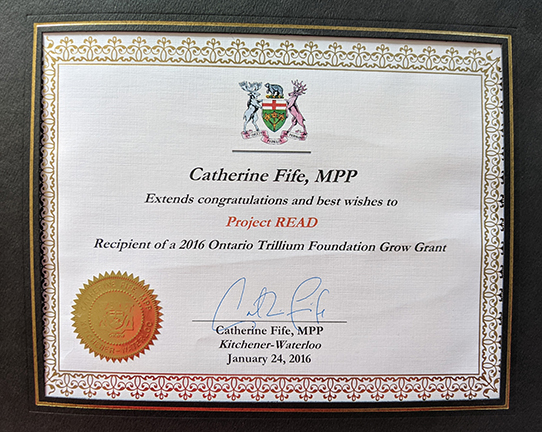 Catherine Fife, MPP
Extends congratulations and best wishes to
Project READ
Recipient of a 2016 Ontario Trillium Foundation Grow Grant
Catherine Fife
Catherine Fife, MPP
Kitchener-Waterloo
January 24, 2016